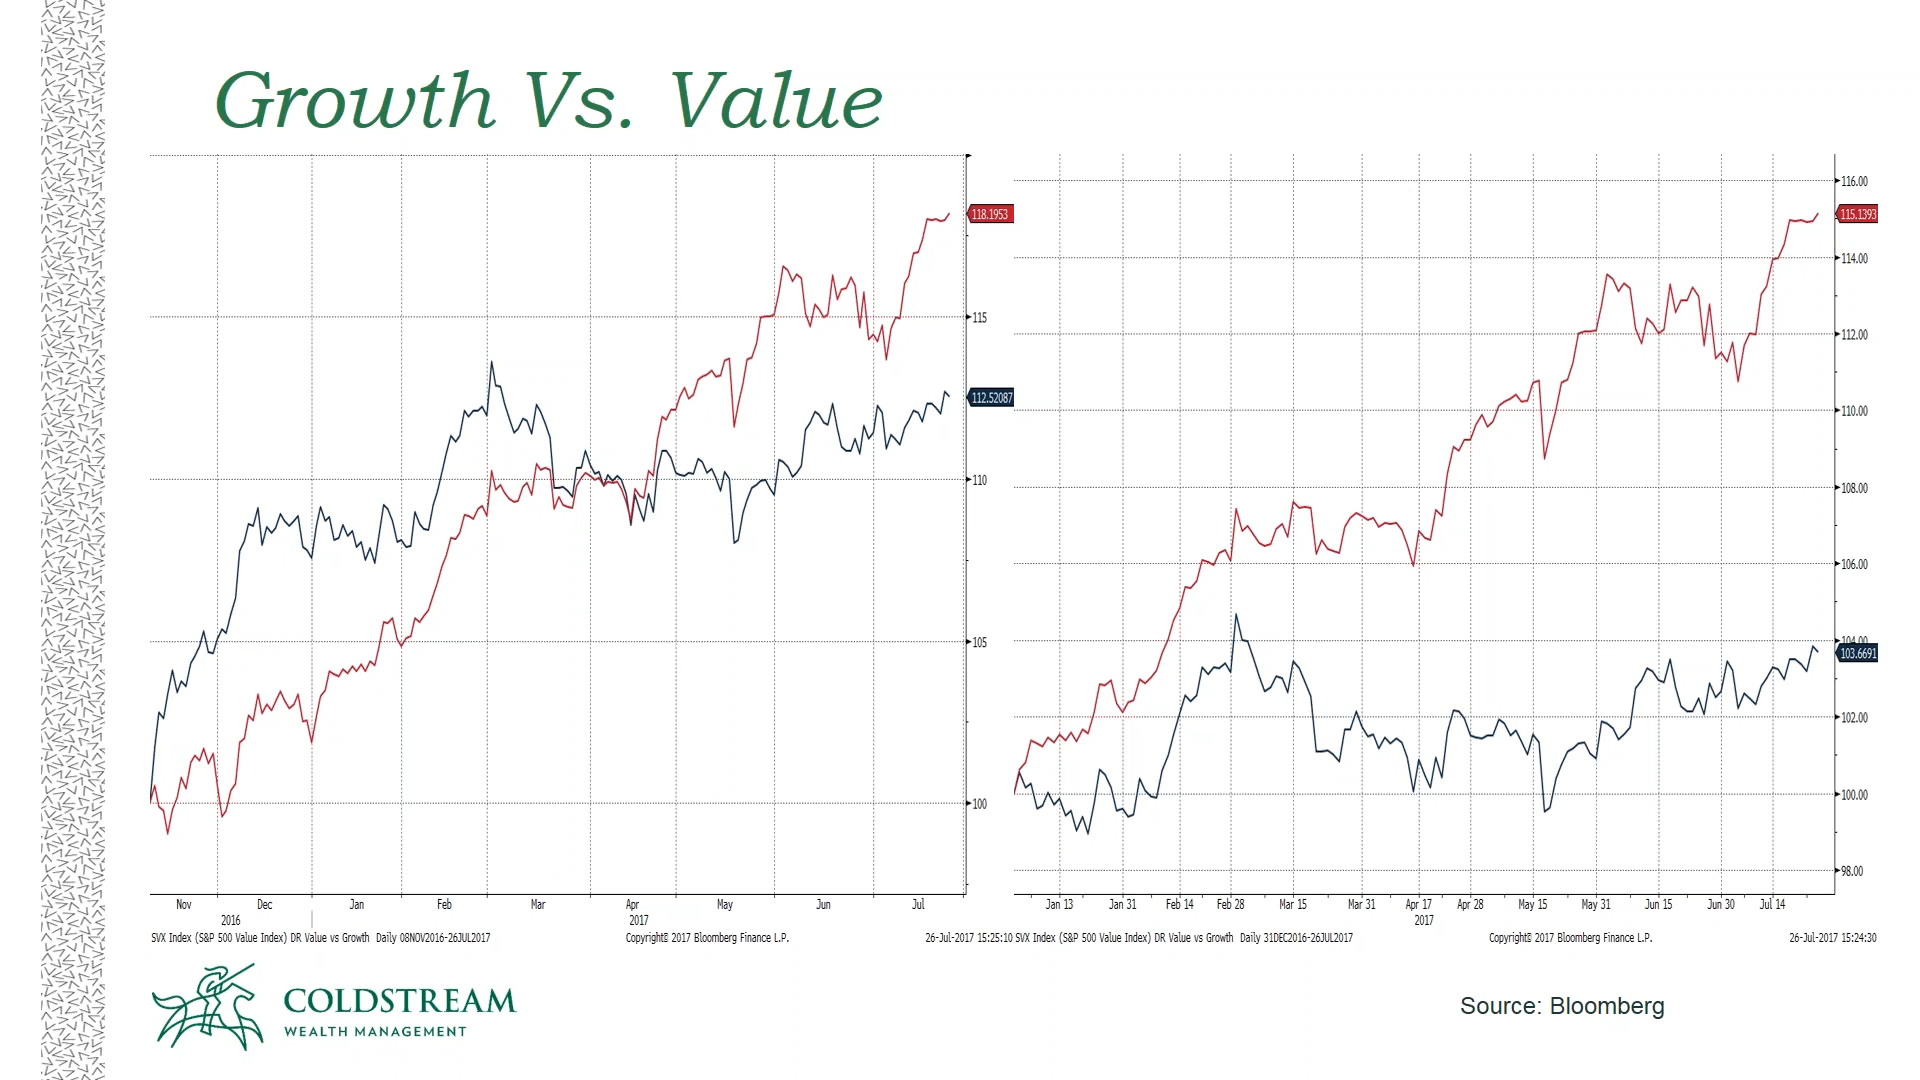 Growth Vs. Value
118.1953
115
112.52087
110
105
100
Nov Dec Jan Feb Mar Apr May Jun Jul
2016 2017
SVX Index (S&P 500 Value Index) DR Value vs Growth Daily 08NOV2016-26JUL2017 Copyright© 2017 Bloomberg Finance L.P. 26-Jul-2017 15:25:10
116.00
115.1393
114.00
112.00
110.00
108.00
106.00
104.00
103.6691
102.00
100.00
98.00
Jan 13 Jan 31 Feb 14 Feb 28 Mar 15 Mar 31 Apr 17 Apr 28 May 15 May 31 Jun 15 Jun 30 Jul 14
2017
SVX Index (S&P 500 Value Index) DR Value vs Growth Daily 31DEC2016-26JUL2017 Copyright© 2017 Bloomberg Finance L.P. 26-Jul-2017 15:24:30
COLDSTREAM
WEALTH MANAGEMENT
Source: Bloomberg